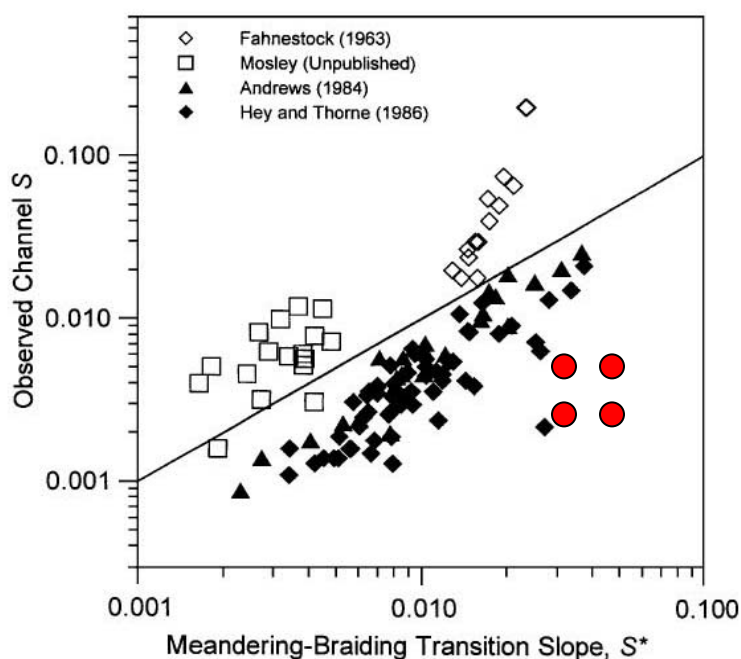 Fahnestock (1963)
Mosley (Unpublished)
Andrews (1984)
Hey and Thorne (1986)
Observed Channel S
0.100
0.010
0.001
0.001
0.010
0.100
Meandering-Braiding Transition Slope, S*